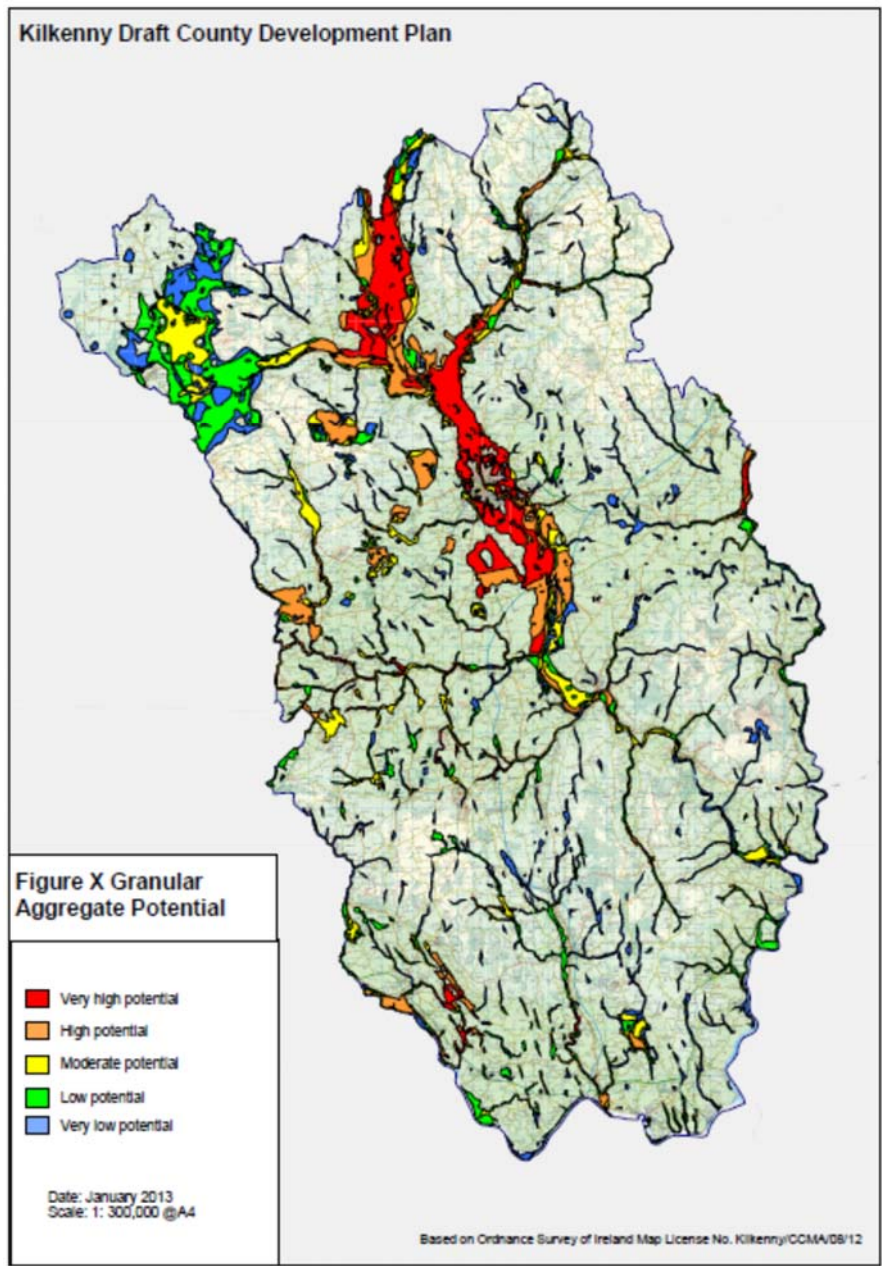 Kilkenny Draft County Development Plan
Figure X Granular
Aggregate Potential
Very high potential
High potential
Moderate potential
Low potential
Very low potential
Date: January 2013
Scale: 1: 300,000 @A4
Based on Ordnance Survey of Ireland Map License No. Kilkenny/CCMA/08/12